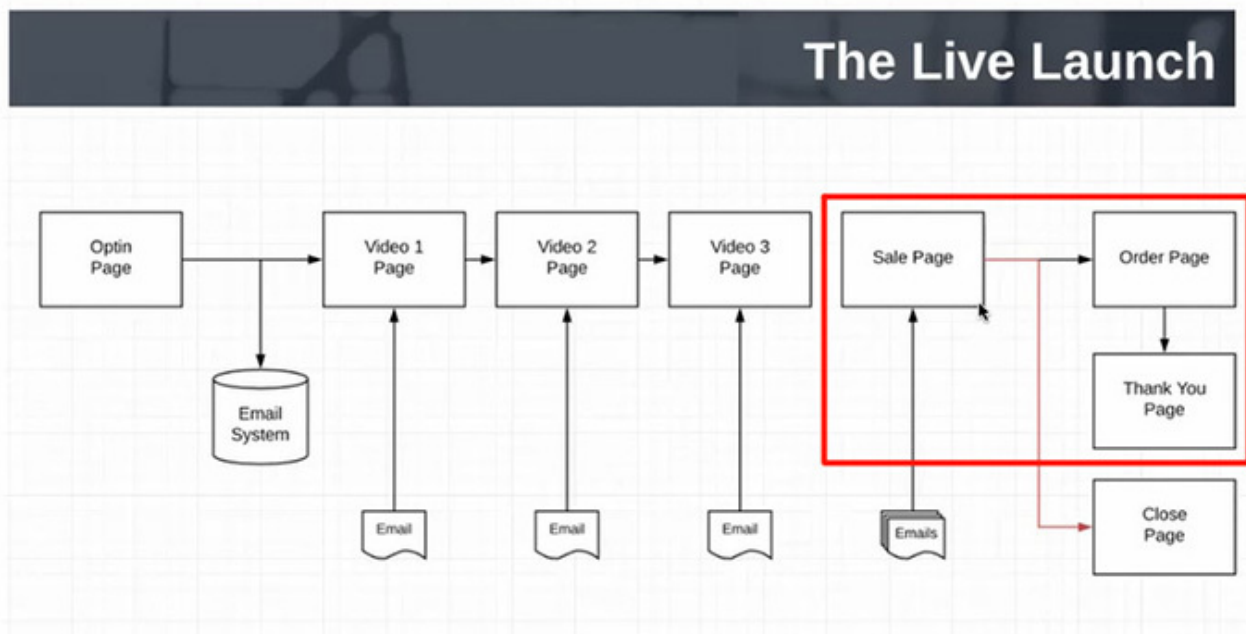 The Live Launch
Optin
Page
Video 1
Page
Video 2
Page
Video 3
Page
Sale Page
Order Page
Email
System
Thank You
Page
Email
Email
Email
Emails
Close
Page